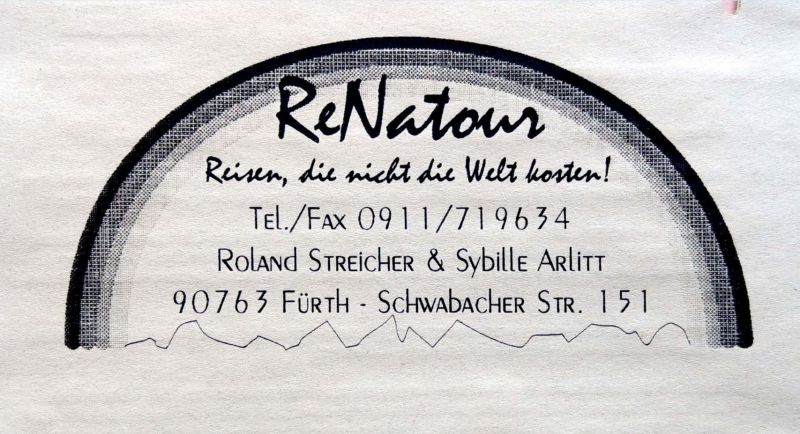 ReNatour
Reisen, die nicht die Welt kosten!
Tel./Fax 0911/719634
Roland Streicher & Sybille Arlitt
90763 Fürth - Schwabacher Str. 151